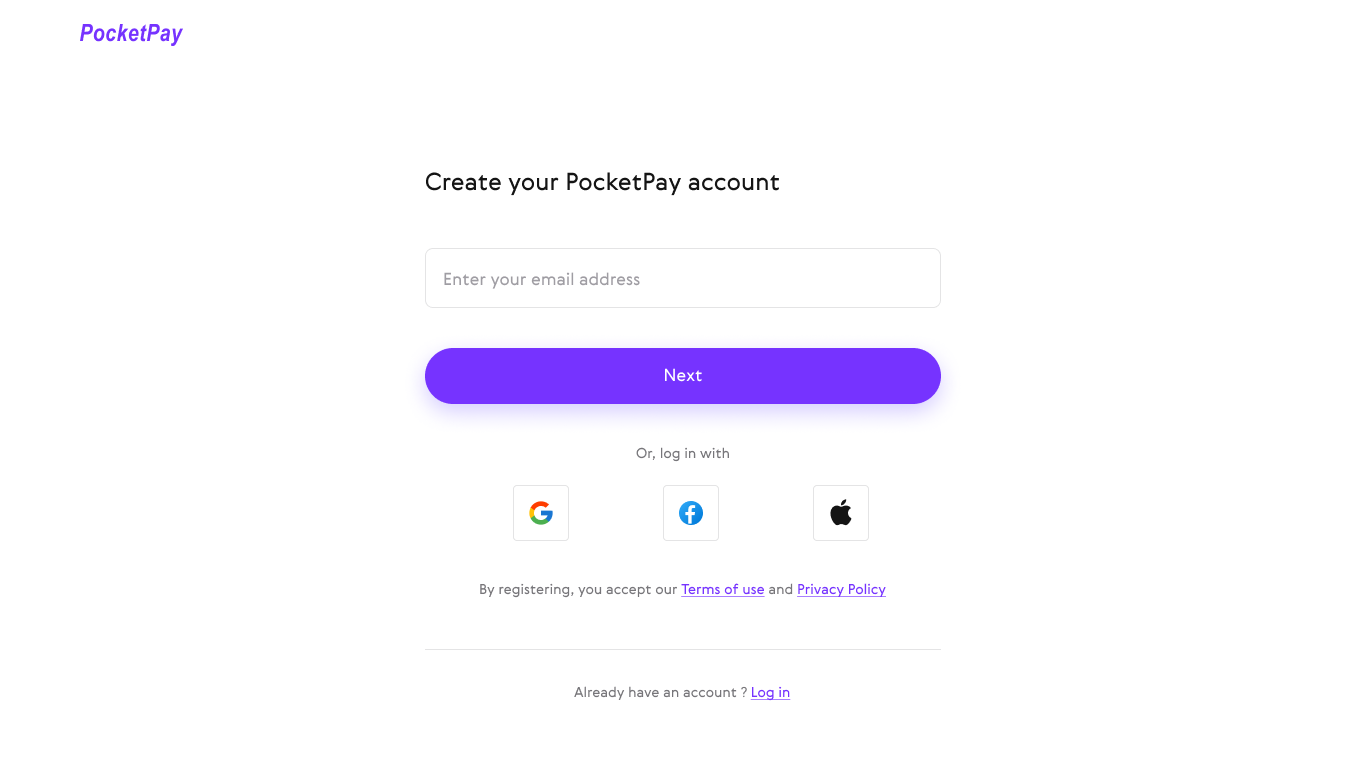 PocketPay
Create your PocketPay account
Enter your email address
Next
Or, log in with
By registering, you accept our Terms of use and Privacy Policy
Already have an account ? Log in